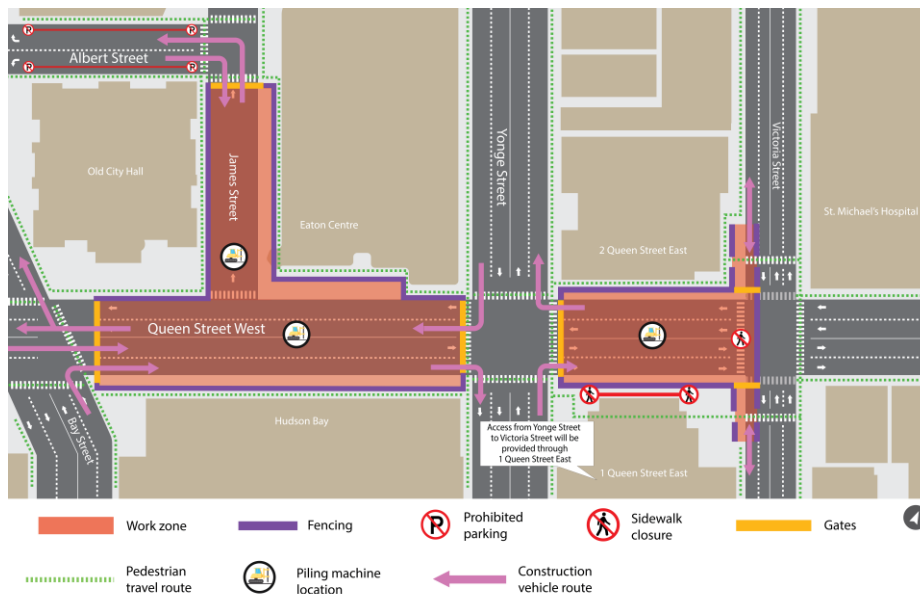 P
P
Albert Street
P
P
Old City Hall
James Street
Eaton Centre
Yonge Street
Victoria Street
St. Michael's Hospital
2 Queen Street East
Queen Street West
Hudson Bay
Bay Street
Access from Yonge Street
to Victoria Street will be
provided through
1 Queen Street East
1 Queen Street East
Work zone
Fencing
P
Prohibited
parking
Sidewalk
closure
Gates
Pedestrian
travel route
Piling machine
location
Construction
vehicle route